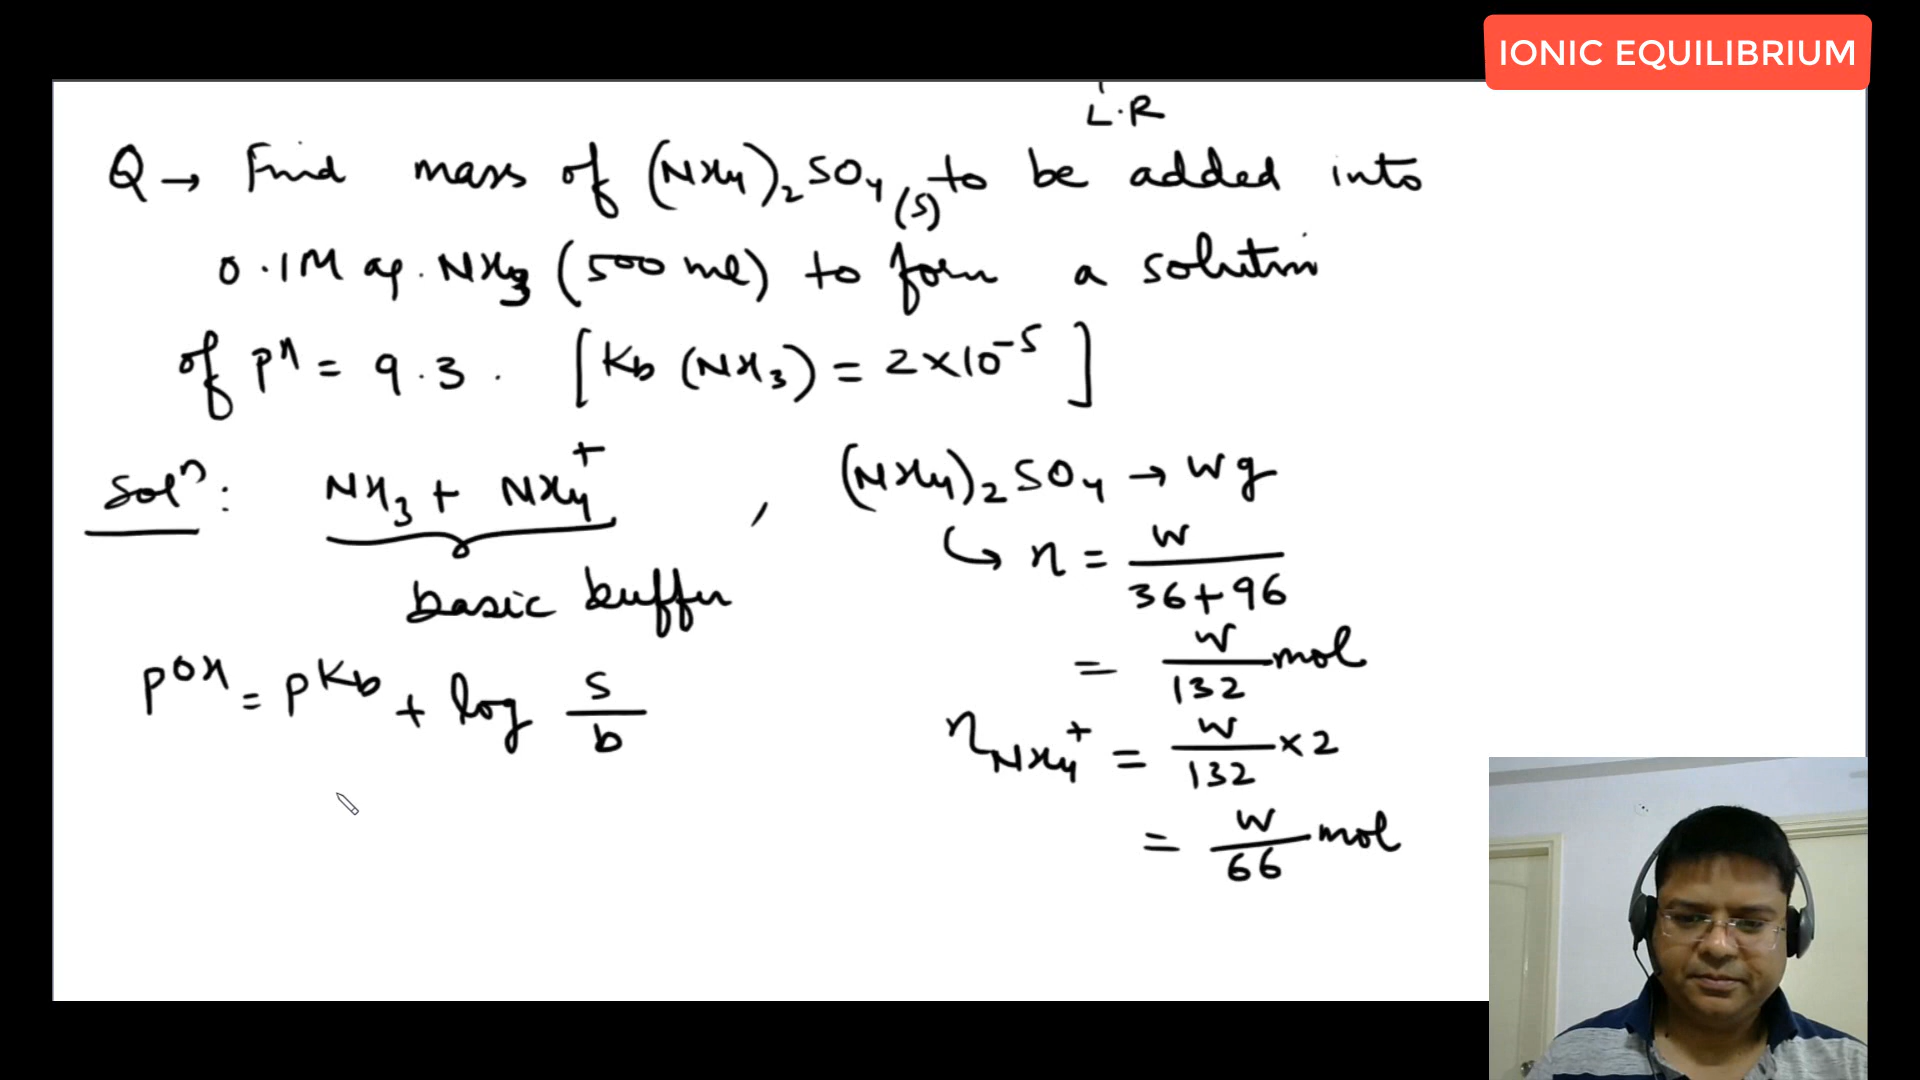 IONIC EQUILIBRIUM
L.R
Q → Find mass of (NH4)2SO4(s) to be added into
0.1M aq. NH3 (500 ml) to form a solution
of pH = 9.3. [Kb (NH3) = 2×10⁻⁵]
Solⁿ: NH3 + NH4⁺ , (NH4)2SO4 → wg
basic buffer
↳ n = w / 36+96
= w/132 mol
pOH = pKb + log s/b
nNH4⁺ = w/132 ×2
= w/66 mol